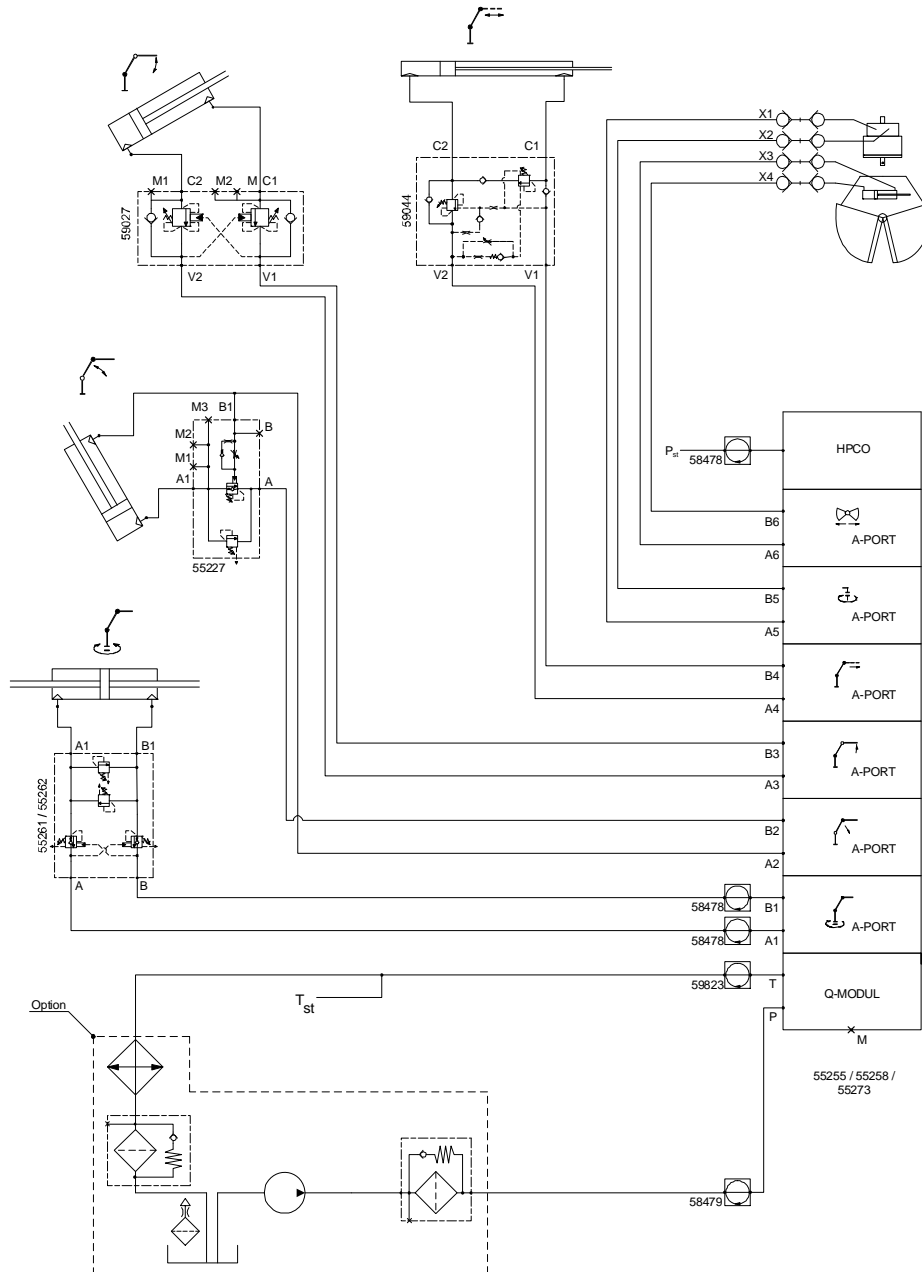 X1
X2
X3
X4
C2
C1
M1
C2
M2
M
C1
59027
59044
V2
V1
V2
V1
M3
B1
B
M2
M1
A1
A
55227
P st
58478
HPCO
B6
A-PORT
A6
B5
A-PORT
A5
B4
A-PORT
A4
B3
A-PORT
A3
B2
A-PORT
A2
A1
B1
55261 / 55262
A
B
58478
B1
A-PORT
58478
A1
T st
59823
T
Q-MODUL
P
M
Option
55255 / 55258 /
55273
58479